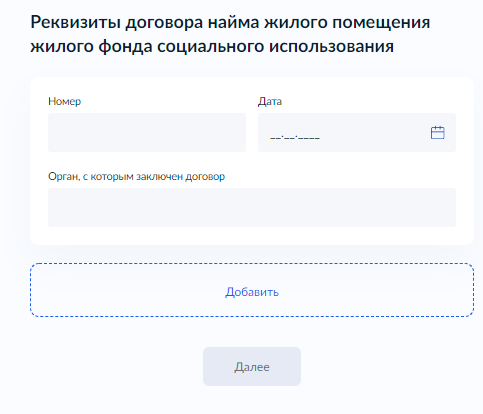 Реквизиты договора найма жилого помещения
жилого фонда социального использования
Номер
Дата
__.__.____
Орган, с которым заключен договор
Добавить
Далее